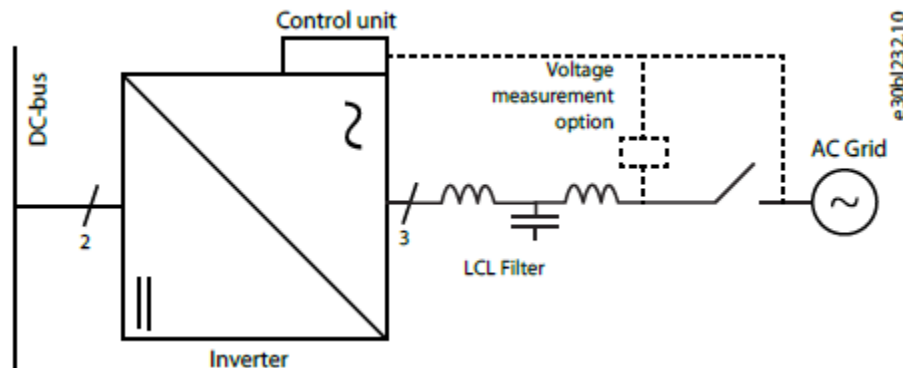 Control unit
DC-bus
Voltage
measurement
option
e30bl232.10
AC Grid
2
3
LCL Filter
Inverter